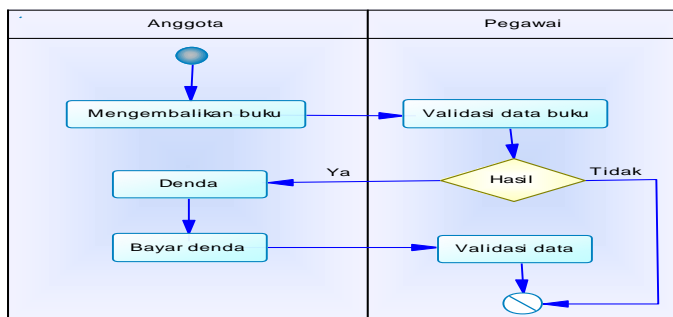 Anggota
Pegawai
Mengembalikan buku
Validasi data buku
Denda
Ya
Hasil
Tidak
Bayar denda
Validasi data